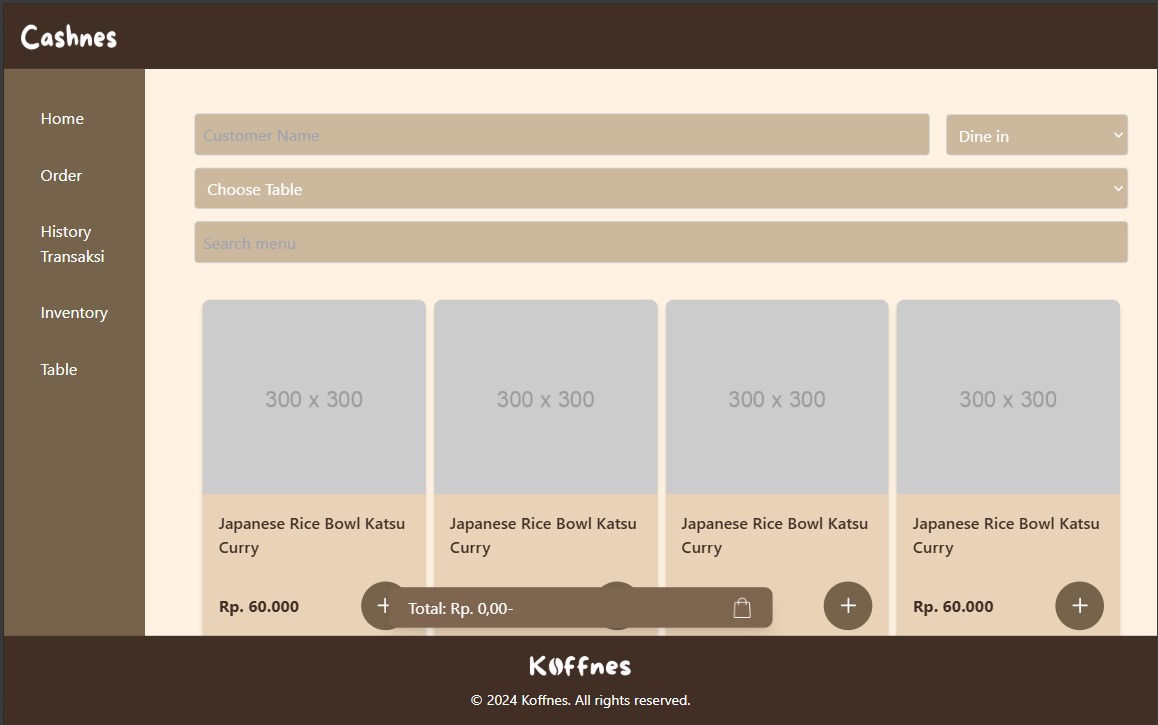 Cashnes
Home
Order
History
Transaksi
Inventory
Table
Customer Name
Dine in
Choose Table
Search menu
300 x 300
300 x 300
300 x 300
300 x 300
Japanese Rice Bowl Katsu
Curry
Japanese Rice Bowl Katsu
Curry
Japanese Rice Bowl Katsu
Curry
Japanese Rice Bowl Katsu
Curry
Rp. 60.000
+
Total: Rp. 0,00-
+
Rp. 60.000
+
Koffnes
© 2024 Koffnes. All rights reserved.